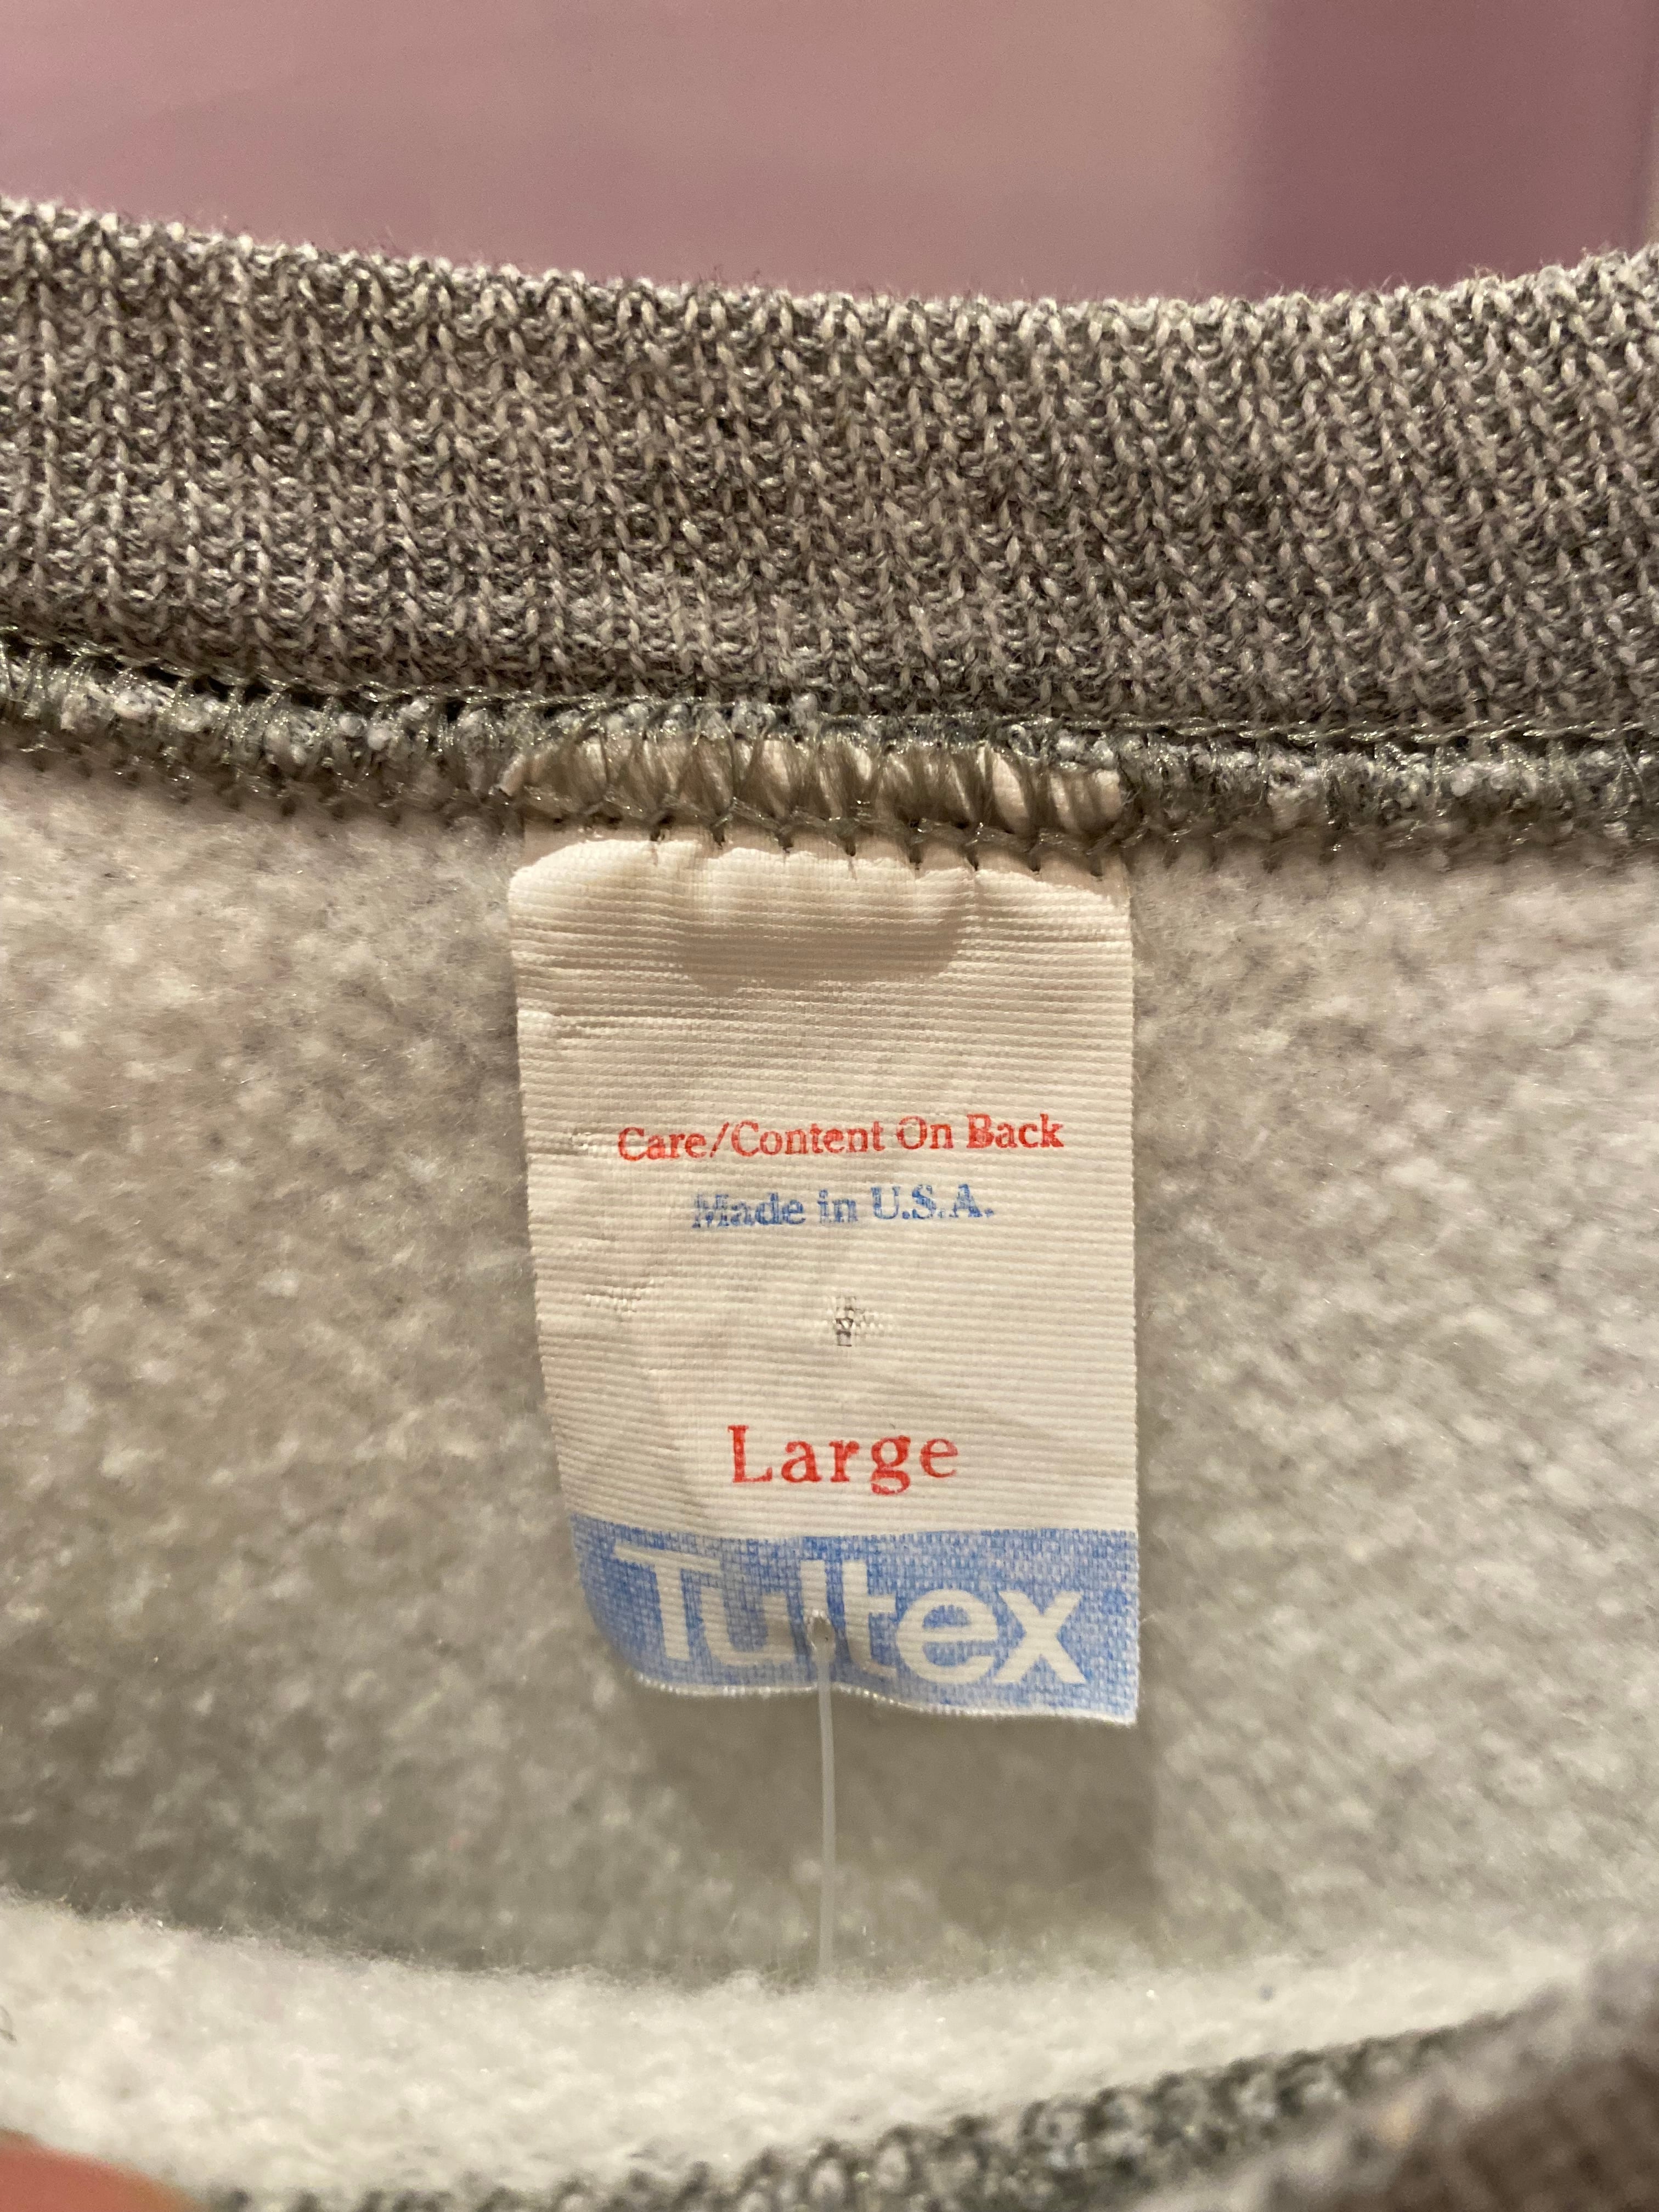 Care/Content On Back
Made in U.S.A.
Large
Tultex